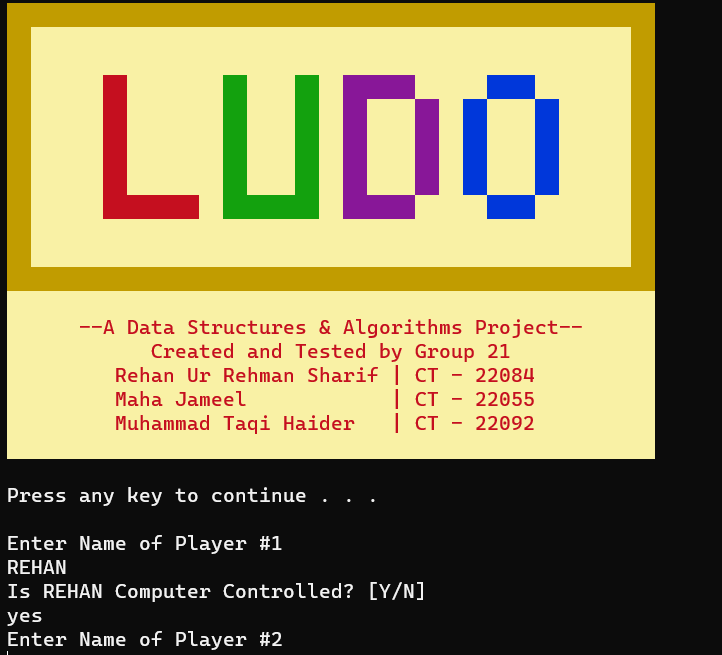 LUDO
--A Data Structures & Algorithms Project--
Created and Tested by Group 21
Rehan Ur Rehman Sharif | CT - 22084
Maha Jameel | CT - 22055
Muhammad Taqi Haider | CT - 22092
Press any key to continue . . .
Enter Name of Player #1
REHAN
Is REHAN Computer Controlled? [Y/N]
yes
Enter Name of Player #2